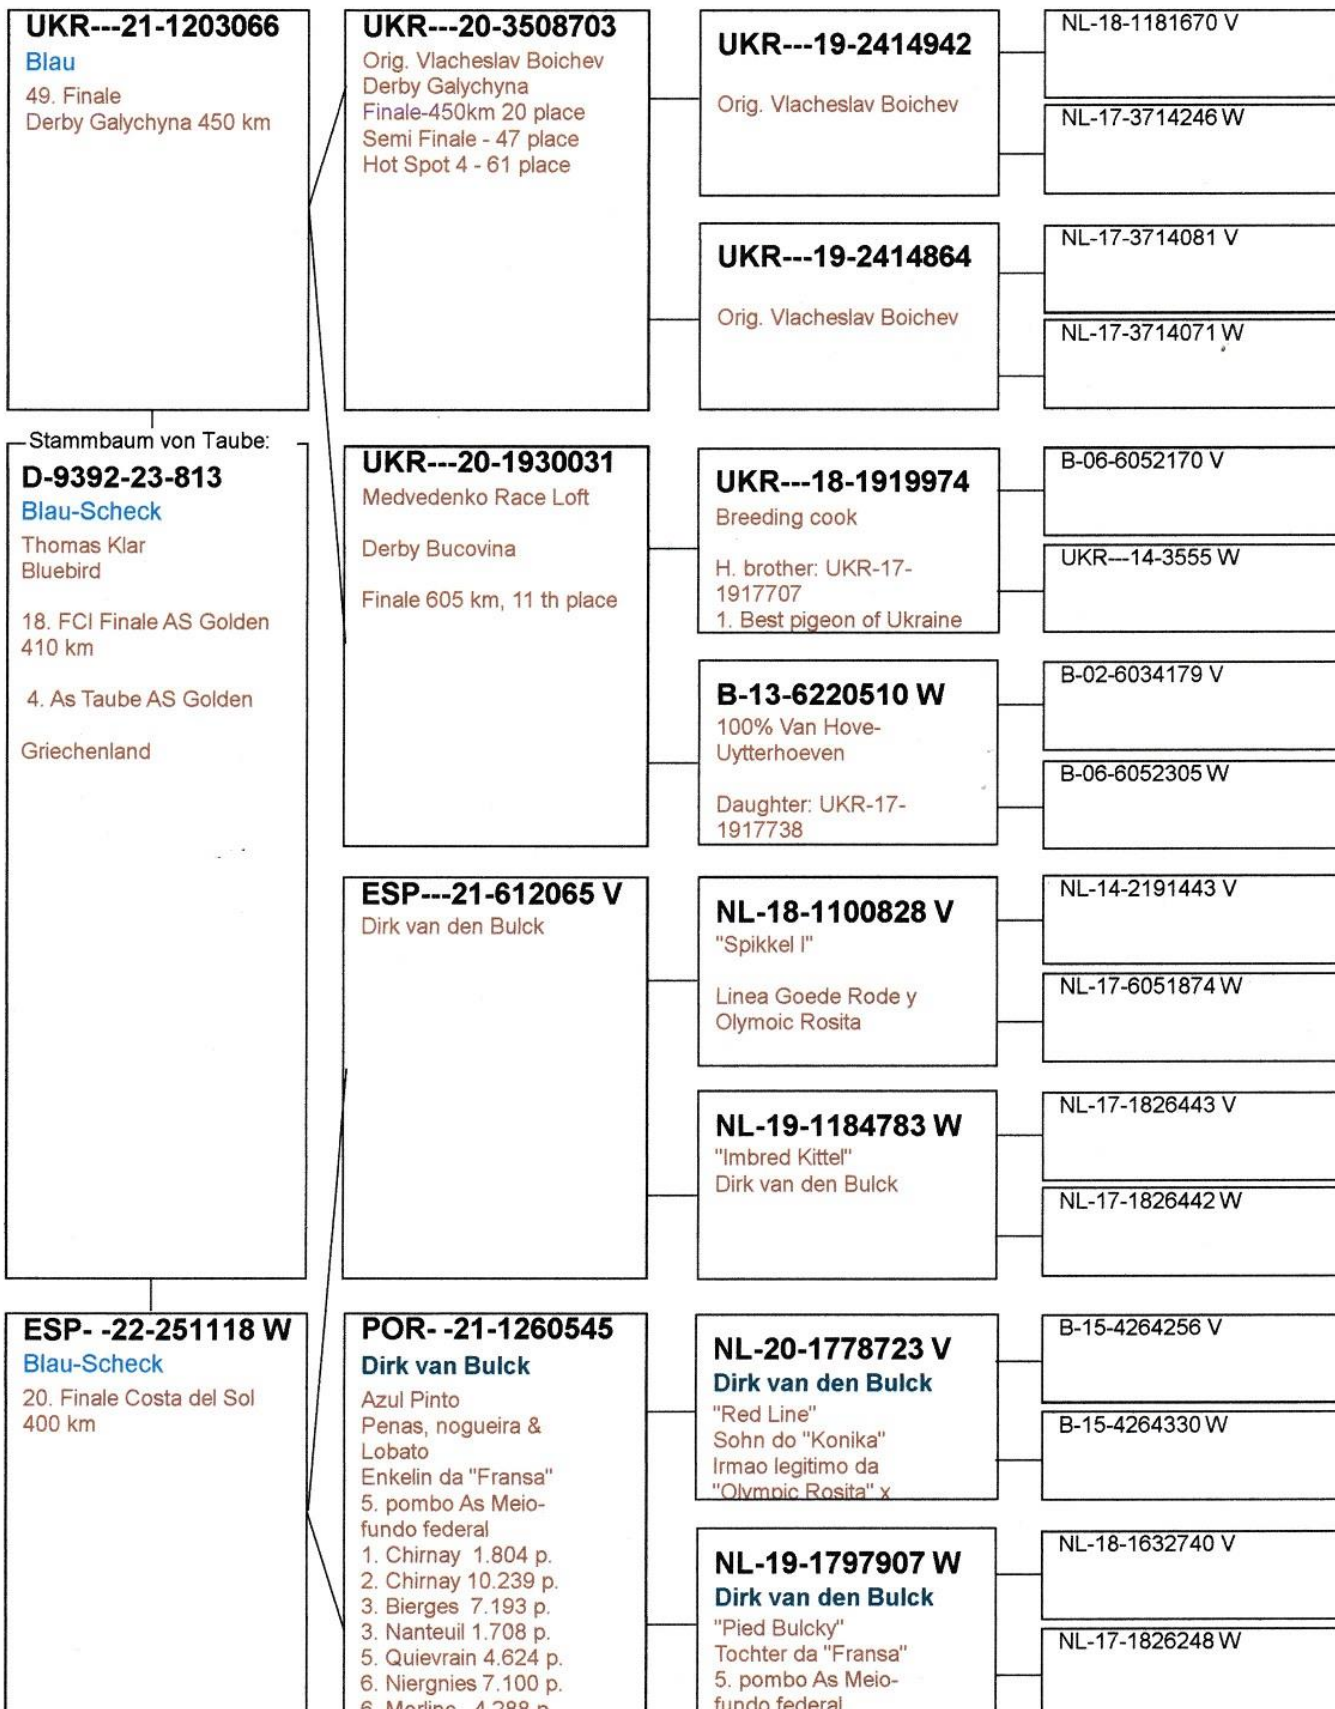 UKR---21-1203066
Blau
49. Finale
Derby Galychyna 450 km
Stammbaum von Taube:
D-9392-23-813
Blau-Scheck
Thomas Klar
Bluebird
18. FCI Finale AS Golden
410 km
4. As Taube AS Golden
Griechenland
ESP- -22-251118 W
Blau-Scheck
20. Finale Costa del Sol
400 km
UKR---20-3508703
Orig. Vlacheslav Boichev
Derby Galychyna
Finale-450km 20 place
Semi Finale - 47 place
Hot Spot 4 - 61 place
UKR---20-1930031
Medvedenko Race Loft
Derby Bucovina
Finale 605 km, 11 th place
ESP---21-612065 V
Dirk van den Bulck
POR- -21-1260545
Dirk van Bulck
Azul Pinto
Penas, nogueira &
Lobato
Enkelin da "Fransa"
5. pombo As Meio-
fundo federal
1. Chirnay 1.804 p.
2. Chirnay 10.239 p.
3. Bierges 7.193 p.
3. Nanteuil 1.708 p.
5. Quievrain 4.624 p.
6. Niergnies 7.100 p.
6. Morlino 4.288 p.
UKR---19-2414942
Orig. Vlacheslav Boichev
UKR---19-2414864
Orig. Vlacheslav Boichev
UKR---18-1919974
Breeding cook
H. brother: UKR-17-
1917707
1. Best pigeon of Ukraine
B-13-6220510 W
100% Van Hove-
Uytterhoeven
Daughter: UKR-17-
1917738
NL-18-1100828 V
"Spikkel I"
Linea Goede Rode y
Olymoic Rosita
NL-19-1184783 W
"Imbred Kittel"
Dirk van den Bulck
NL-20-1778723 V
Dirk van den Bulck
"Red Line"
Sohn do "Konika"
Irmao legitimo da
"Olympic Rosita" x
NL-19-1797907 W
Dirk van den Bulck
"Pied Bulcky"
Tochter da "Fransa"
5. pombo As Meio-
fundo federal
NL-18-1181670 V
NL-17-3714246 W
NL-17-3714081 V
NL-17-3714071 W
B-06-6052170 V
UKR---14-3555 W
B-02-6034179 V
B-06-6052305 W
NL-14-2191443 V
NL-17-6051874 W
NL-17-1826443 V
NL-17-1826442 W
B-15-4264256 V
B-15-4264330 W
NL-18-1632740 V
NL-17-1826248 W